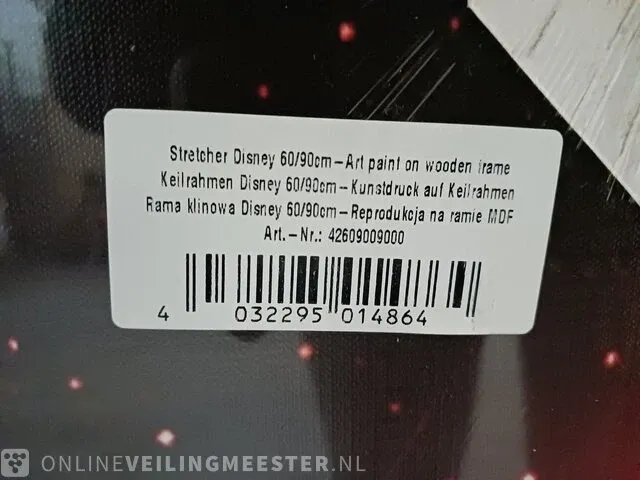 Stretcher Disney 60/90cm–Art paint on wooden frame
Keilrahmen Disney 60/90cm–Kunstdruck auf Keilrahmen
Rama klinowa Disney 60/90cm–Reprodukcja na ramie MDF
Art.–Nr.: 42609009000
4 032295 014864
ONLINEVEILINGMEESTER.NL